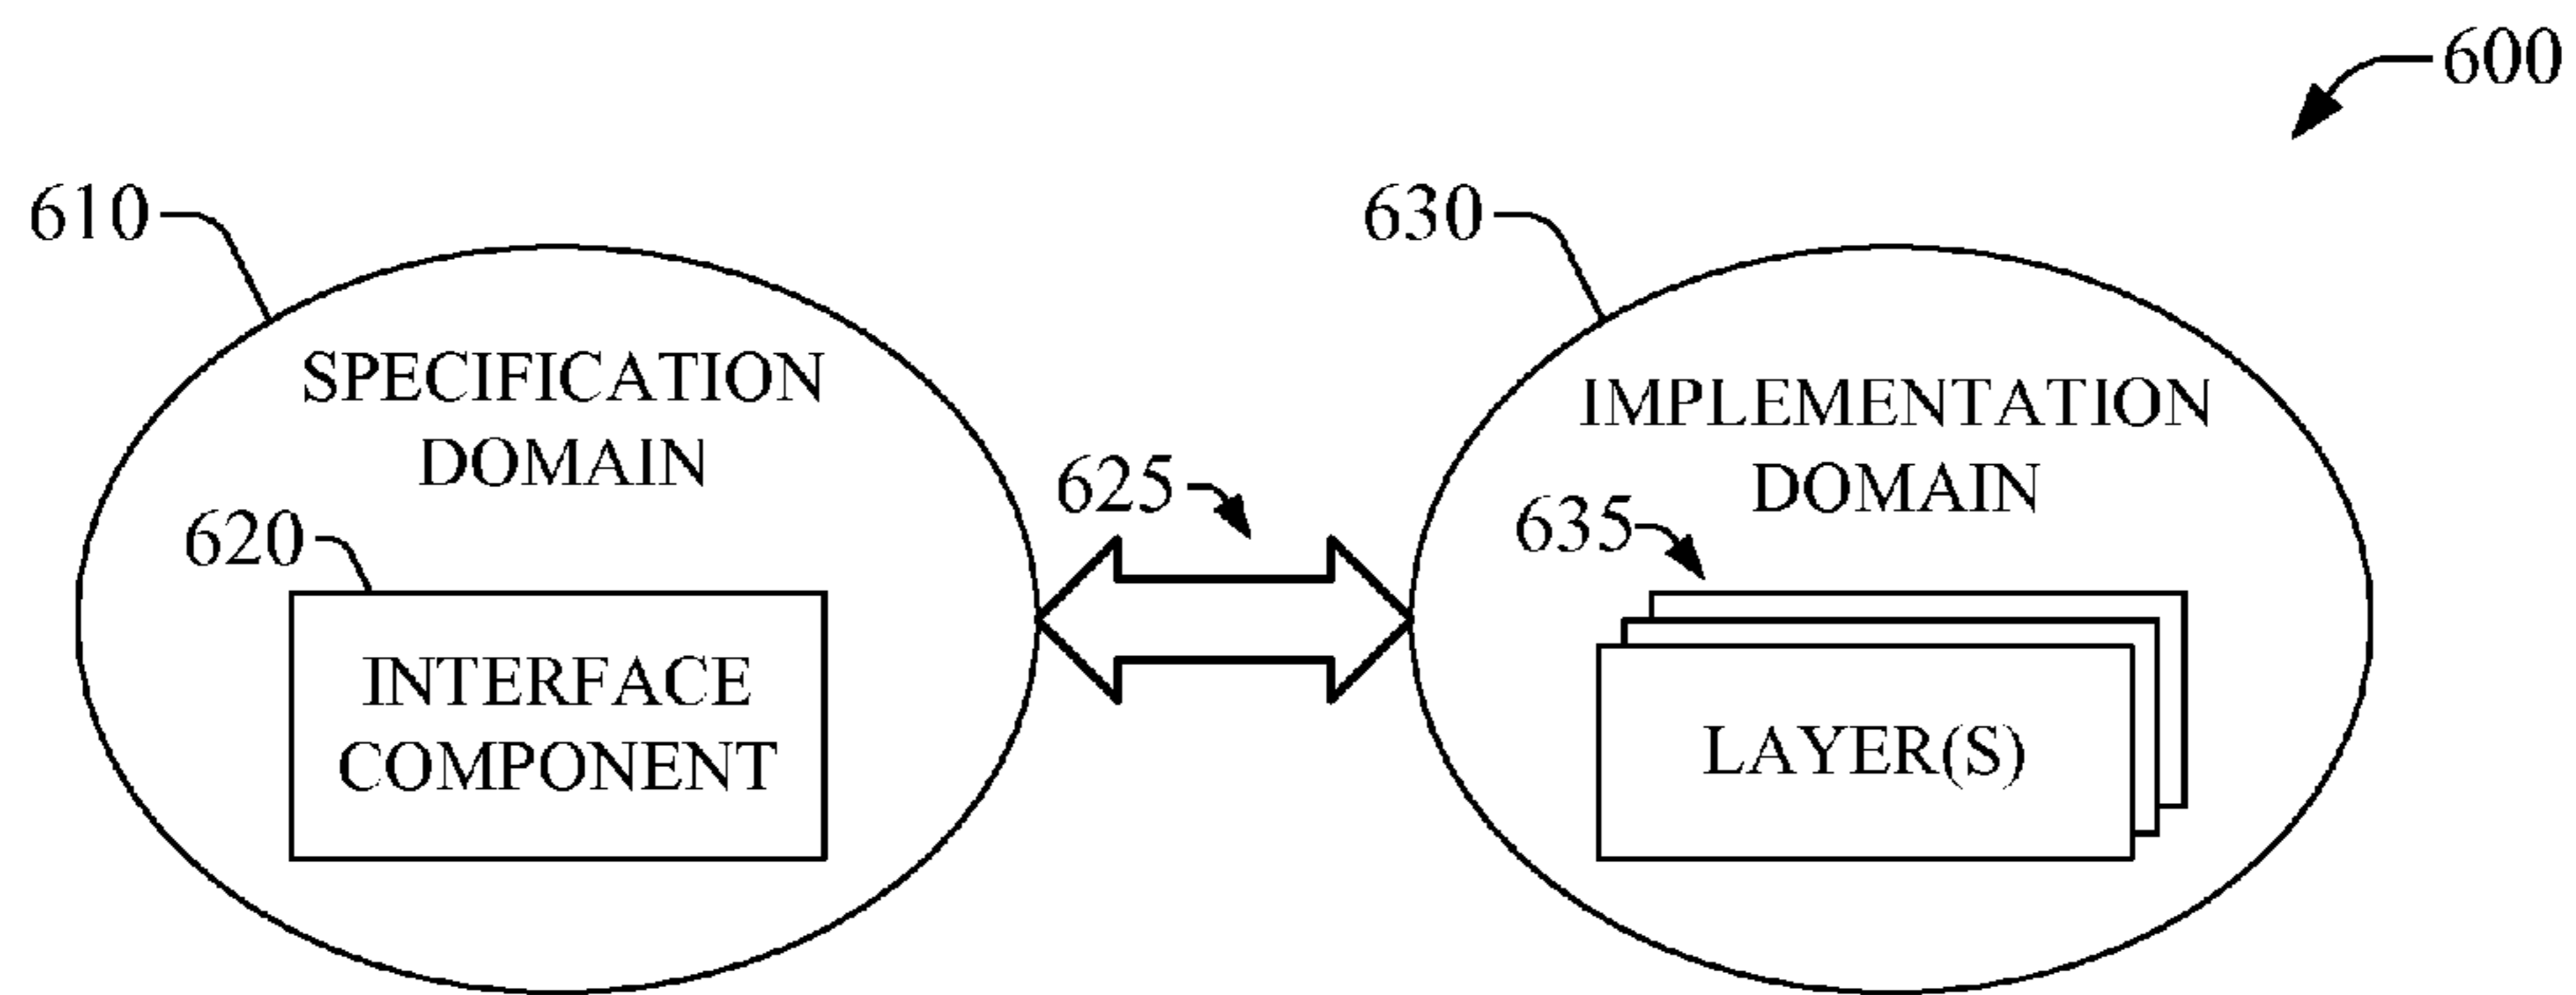 600
610
630
SPECIFICATION
DOMAIN
IMPLEMENTATION
DOMAIN
625
620
635
INTERFACE
COMPONENT
LAYER(S)